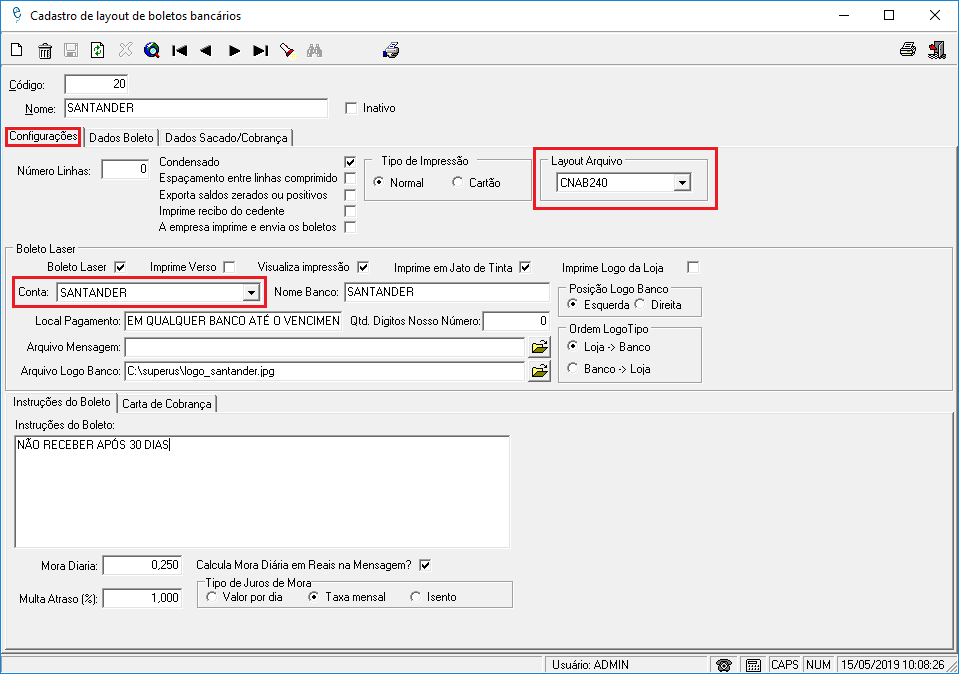 Cadastro de layout de boletos bancários
Código: 20
Nome: SANTANDER Inativo
Configurações Dados Boleto Dados Sacado/Cobrança
Número Linhas: 0
Condensado
Espaçamento entre linhas comprimido
Exporta saldos zerados ou positivos
Imprime recibo do cedente
A empresa imprime e envia os boletos
Tipo de Impressão
Normal Cartão
Layout Arquivo
CNAB240
Boleto Laser
Boleto Laser Imprime Verso Visualiza impressão Imprime em Jato de Tinta Imprime Logo da Loja
Conta: SANTANDER Nome Banco: SANTANDER
Local Pagamento: EM QUALQUER BANCO ATÉ O VENCIMEN Qtd. Digitos Nosso Número: 0
Arquivo Mensagem:
Arquivo Logo Banco: C:\superus\logo_santander.jpg
Posição Logo Banco
Esquerda Direita
Ordem LogoTipo
Loja -> Banco
Banco -> Loja
Instruções do Boleto Carta de Cobrança
Instruções do Boleto:
NÃO RECEBER APÓS 30 DIAS
Mora Diaria: 0,250 Calcula Mora Diária em Reais na Mensagem?
Multa Atraso (%): 1,000
Tipo de Juros de Mora
Valor por dia Taxa mensal Isento
Usuário: ADMIN CAPS NUM 15/05/2019 10:08:26